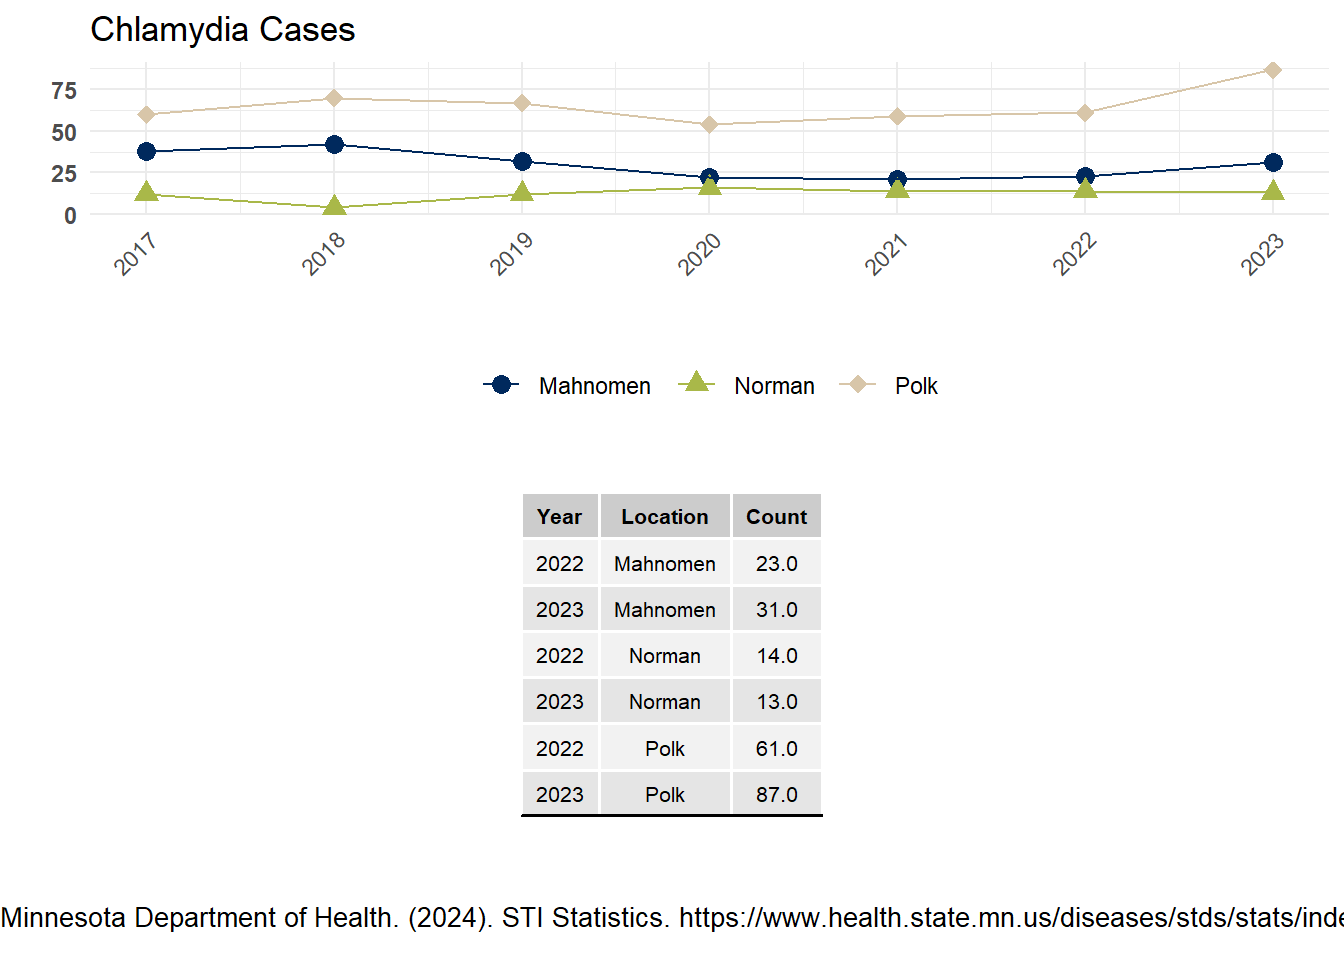 Chlamydia Cases
75
50
25
0
2017 2018 2019 2020 2021 2022 2023
Mahnomen Norman Polk
Year Location Count
2022 Mahnomen 23.0
2023 Mahnomen 31.0
2022 Norman 14.0
2023 Norman 13.0
2022 Polk 61.0
2023 Polk 87.0
Minnesota Department of Health. (2024). STI Statistics. https://www.health.state.mn.us/diseases/stds/stats/inde